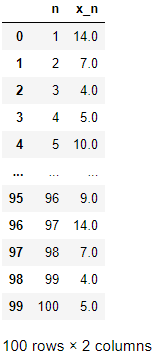 n x_n
0 1 14.0
1 2 7.0
2 3 4.0
3 4 5.0
4 5 10.0
... ... ...
95 96 9.0
96 97 14.0
97 98 7.0
98 99 4.0
99 100 5.0
100 rows × 2 columns